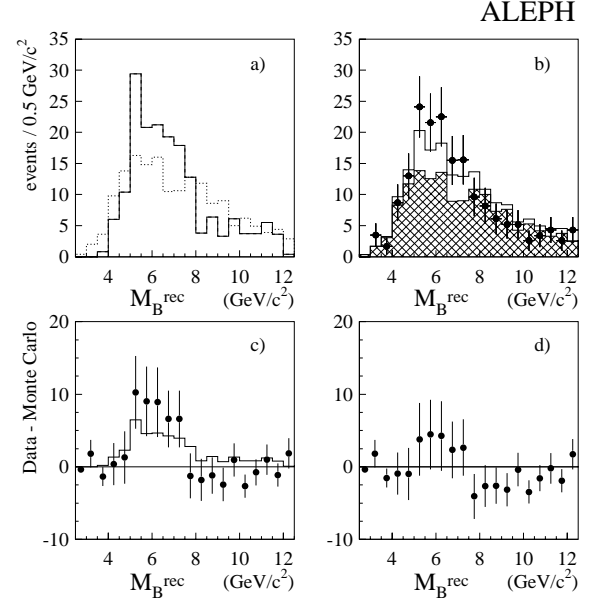 ALEPH
events / 0.5 GeV/c²
35
30
25
20
15
10
5
0
a)
4 6 8 10 12
M_B^rec (GeV/c²)
35
30
25
20
15
10
5
0
b)
4 6 8 10 12
M_B^rec (GeV/c²)
Data - Monte Carlo
20
10
0
-10
c)
4 6 8 10 12
M_B^rec (GeV/c²)
20
10
0
-10
d)
4 6 8 10 12
M_B^rec (GeV/c²)